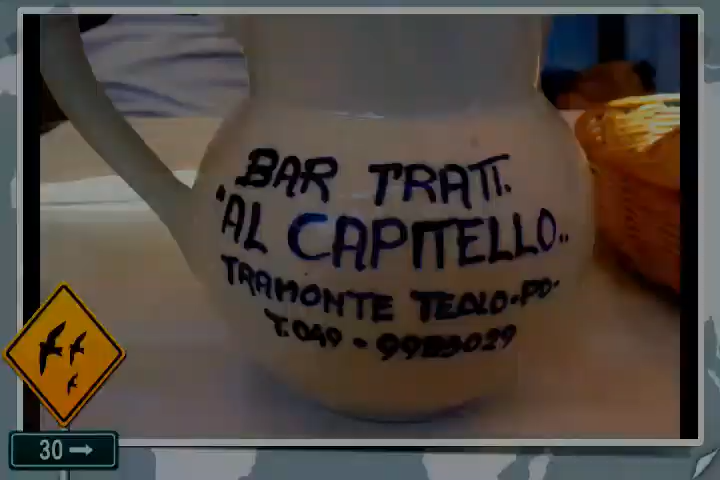 BAR TRATT.
"AL CAPITELLO"
TRAMONTE TEOLO-PD-
T. 049 -
30 →